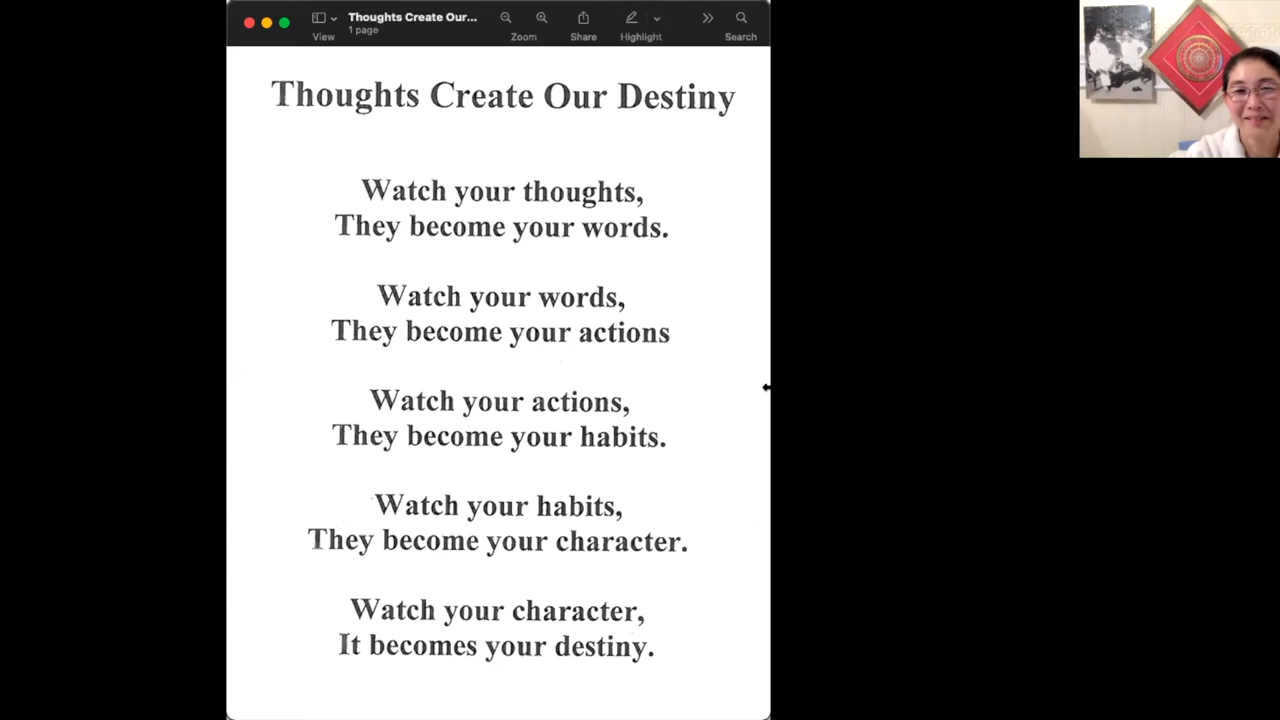 Thoughts Create Our...
1 page
View
Zoom
Share
Highlight
Search
Thoughts Create Our Destiny
Watch your thoughts,
They become your words.
Watch your words,
They become your actions
Watch your actions,
They become your habits.
Watch your habits,
They become your character.
Watch your character,
It becomes your destiny.